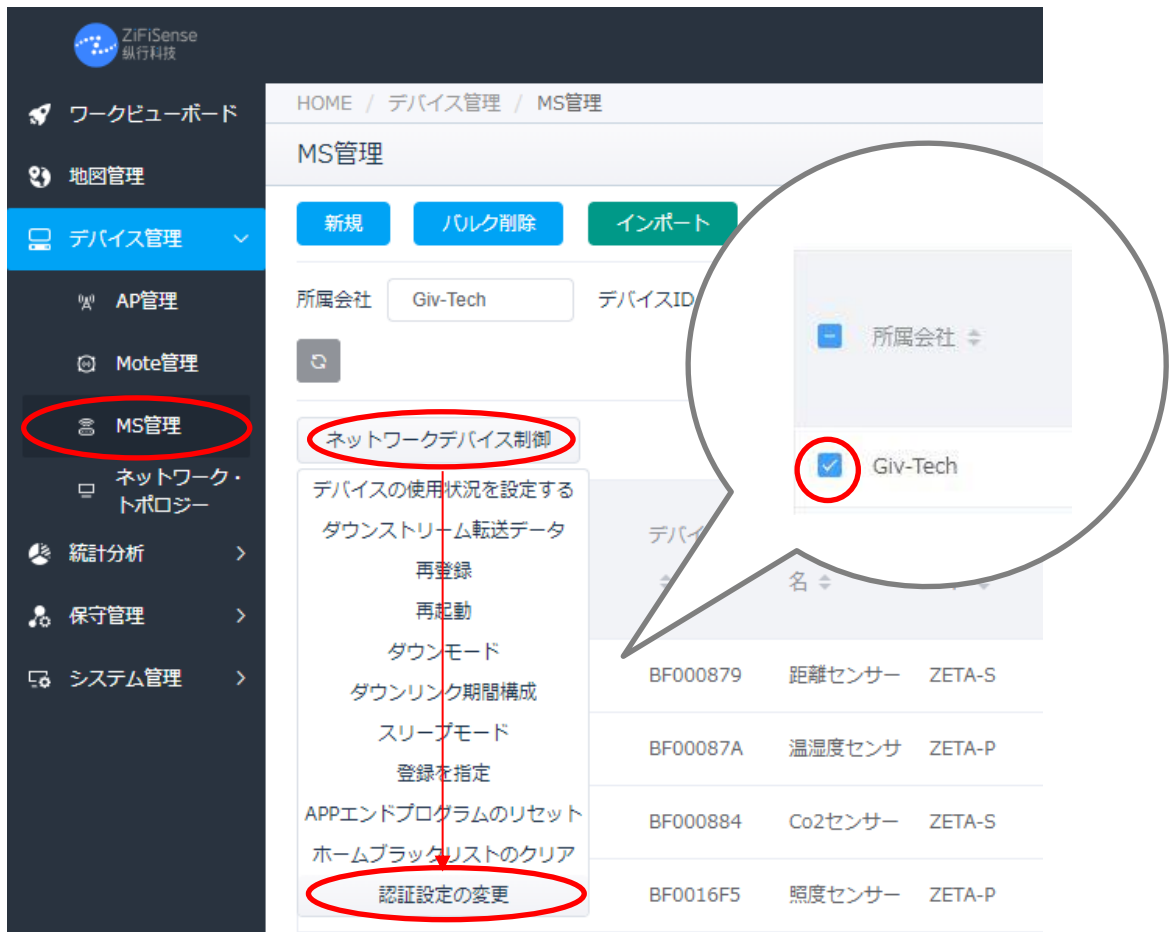 ZiFiSense
纵行科技
ワークビューボード
地図管理
デバイス管理
AP管理
Mote管理
MS管理
ネットワーク・
トポロジー
統計分析
保守管理
システム管理
HOME / デバイス管理 / MS管理
MS管理
新規 バルク削除 インポート
所属会社 Giv-Tech デバイスID
ネットワークデバイス制御
デバイスの使用状況を設定する
ダウンストリーム転送データ
再登録
再起動
ダウンモード
ダウンリンク期間構成
スリープモード
登録を指定
APPエンドプログラムのリセット
ホームブラックリストのクリア
認証設定の変更
所属会社
Giv-Tech
デバイ
名
BF000879 距離センサー ZETA-S
BF00087A 温湿度センサ ZETA-P
BF000884 Co2センサー ZETA-S
BF0016F5 照度センサー ZETA-P